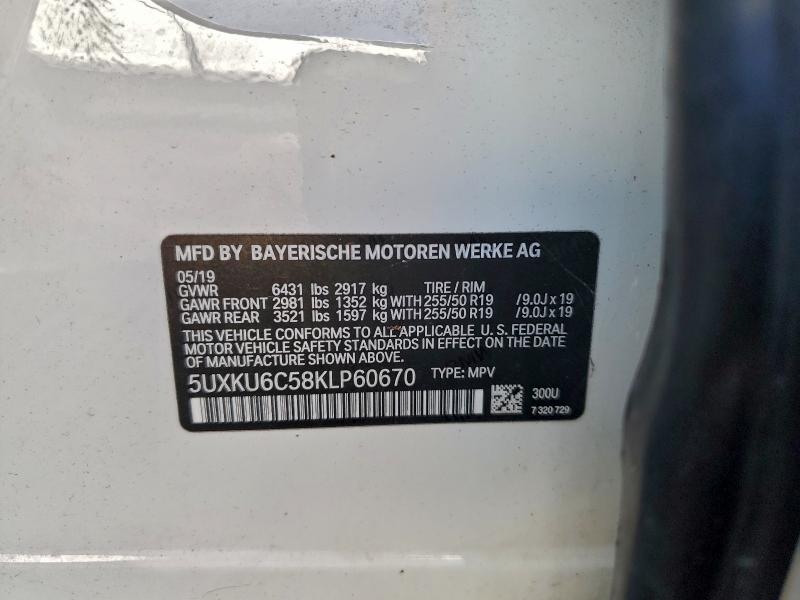 MFD BY BAYERISCHE MOTOREN WERKE AG
05/19
GVWR 6431 lbs 2917 kg TIRE / RIM
GAWR FRONT 2981 lbs 1352 kg WITH 255/50 R19 /9.0J x 19
GAWR REAR 3521 lbs 1597 kg WITH 255/50 R19 /9.0J x 19
THIS VEHICLE CONFORMS TO ALL APPLICABLE U. S. FEDERAL
MOTOR VEHICLE SAFETY STANDARDS IN EFFECT ON THE DATE
OF MANUFACTURE SHOWN ABOVE.
5UXKU6C58KLP60670 TYPE: MPV
300U
7 320 729